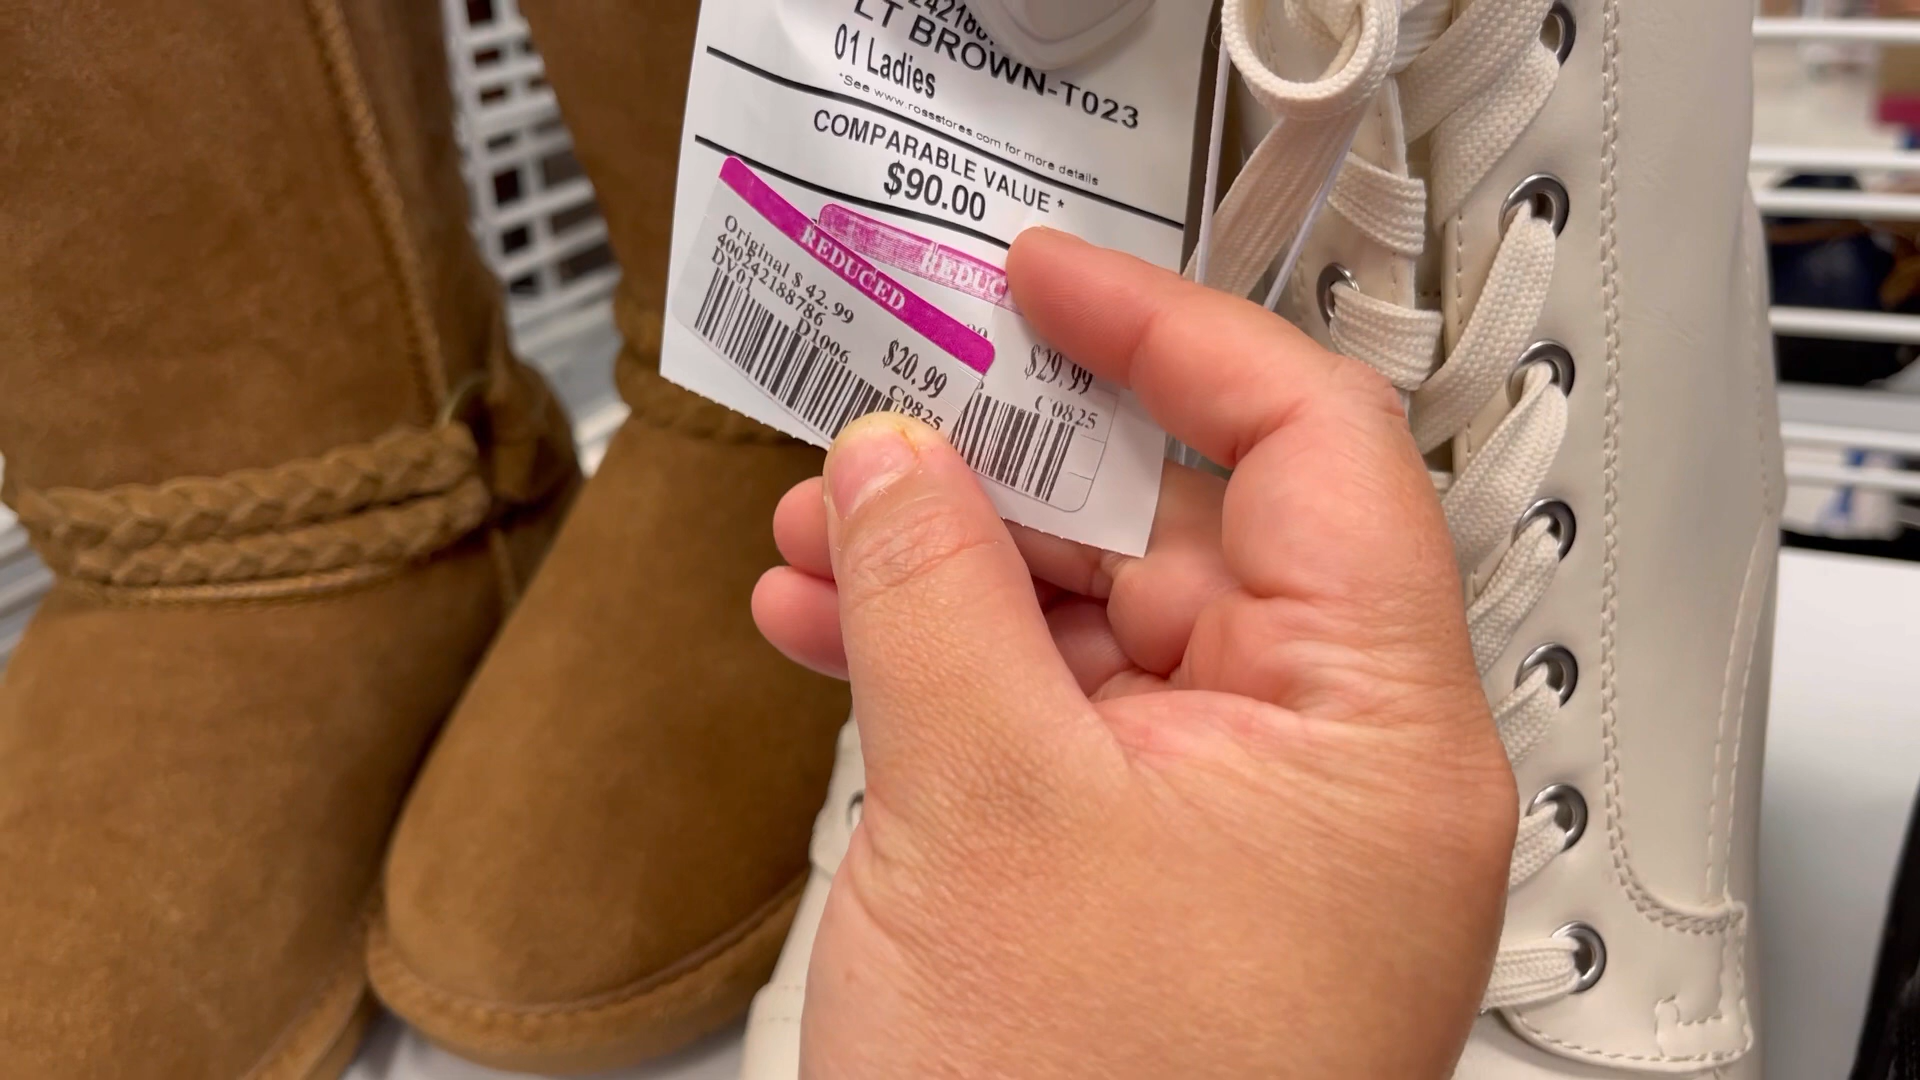 LT BROWN-T023
01 Ladies
*See www.rossstores.com for more details
COMPARABLE VALUE *
$90.00
REDUCED
Original $ 42.99
400242188786
DV01
D1006
$20.99
C0825
$29.99
C0825